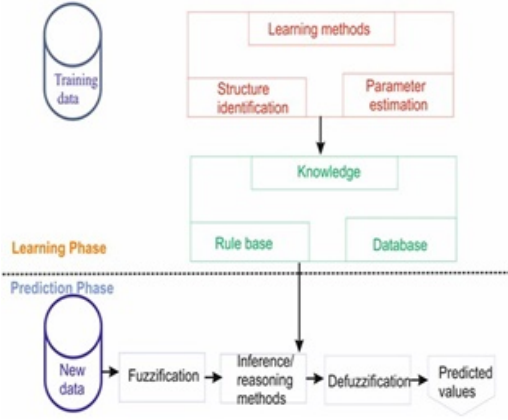 Learning methods
Training
data
Structure
identification
Parameter
estimation
Knowledge
Rule base
Database
Learning Phase
Prediction Phase
New
data
Fuzzification
Inference/
reasoning
methods
Defuzzification
Predicted
values